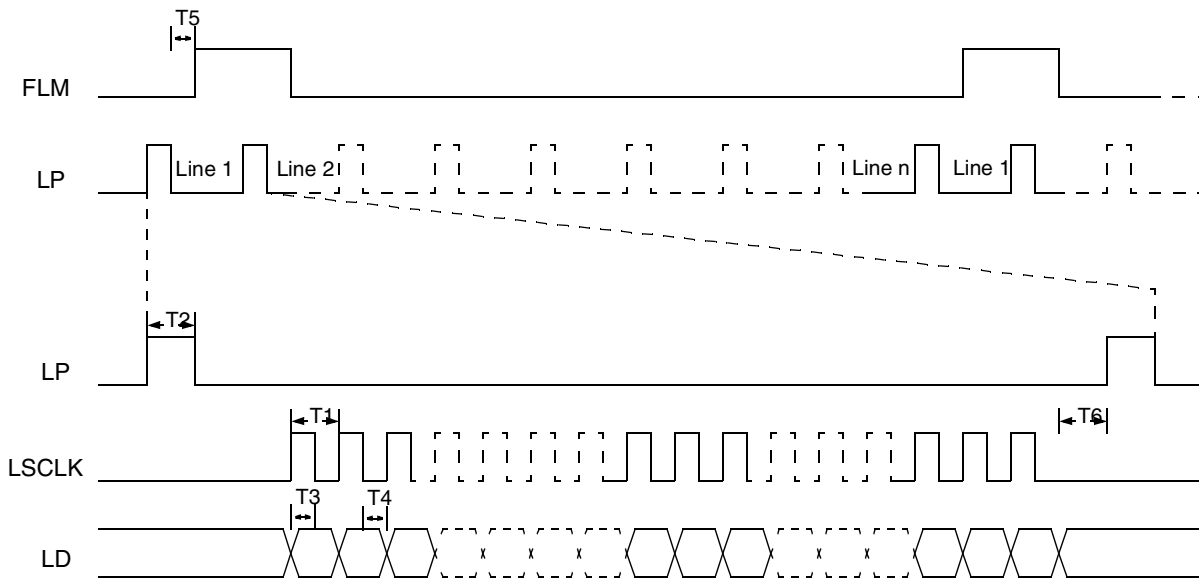 T5
FLM
LP
Line 1
Line 2
Line n
Line 1
T2
LP
T1
T6
LSCLK
T3
T4
LD